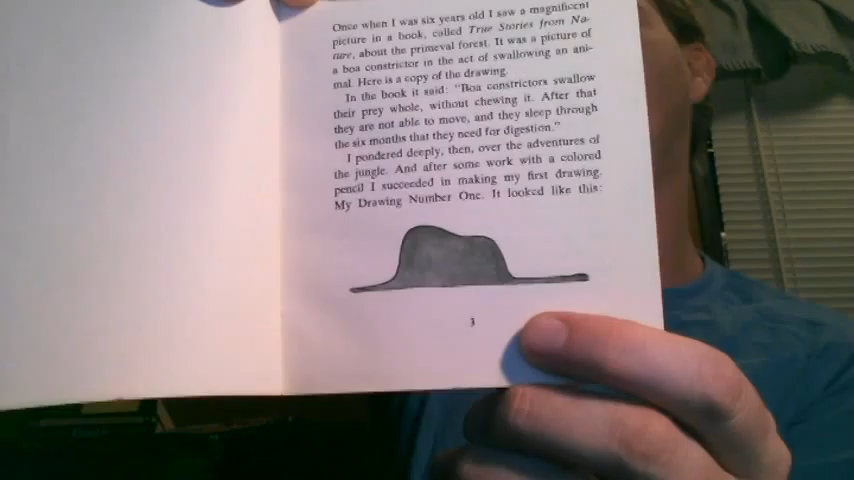 Once when I was six years old I saw a magnificent
picture in a book, called True Stories from Na-
ture, about the primeval forest. It was a picture of
a boa constrictor in the act of swallowing an ani-
mal. Here is a copy of the drawing.
In the book it said: "Boa constrictors swallow
their prey whole, without chewing it. After that
they are not able to move, and they sleep through
the six months that they need for digestion."
I pondered deeply, then, over the adventures of
the jungle. And after some work with a colored
pencil I succeeded in making my first drawing.
My Drawing Number One. It looked like this:
3